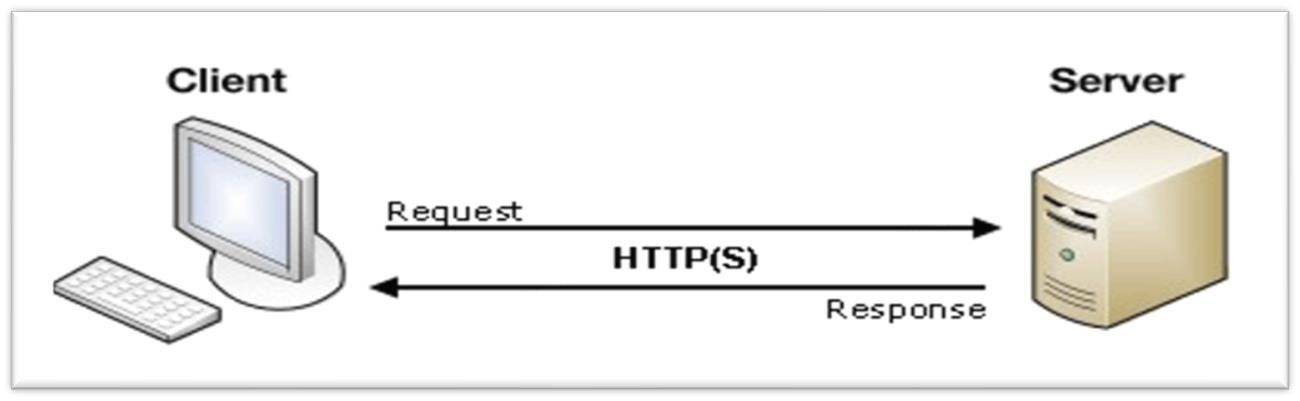 Client
Server
Request
HTTP(S)
Response